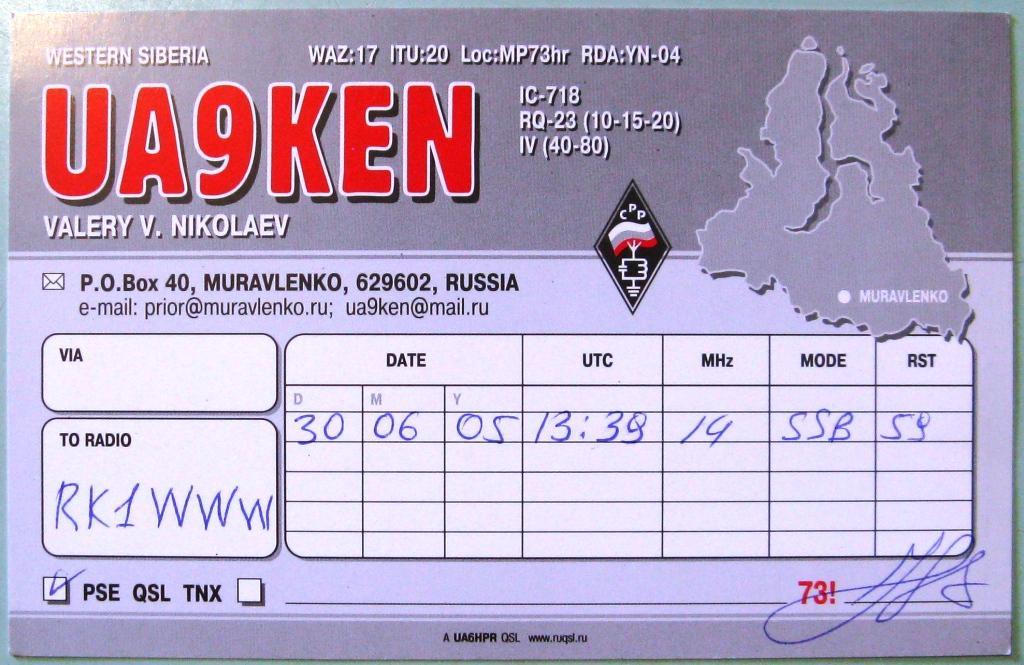 WESTERN SIBERIA WAZ:17 ITU:20 Loc:MP73hr RDA:YN-04
UA9KEN
IC-718
RQ-23 (10-15-20)
IV (40-80)
VALERY V. NIKOLAEV
СРР
P.O.Box 40, MURAVLENKO, 629602, RUSSIA
e-mail: prior@muravlenko.ru; ua9ken@mail.ru
MURAVLENKO
VIA
DATE UTC MHz MODE RST
D M Y
30 06 05 13:39 14 SSB 59
TO RADIO
RK1WWW
PSE QSL TNX
73!
A UA6HPR QSL www.ruqsl.ru